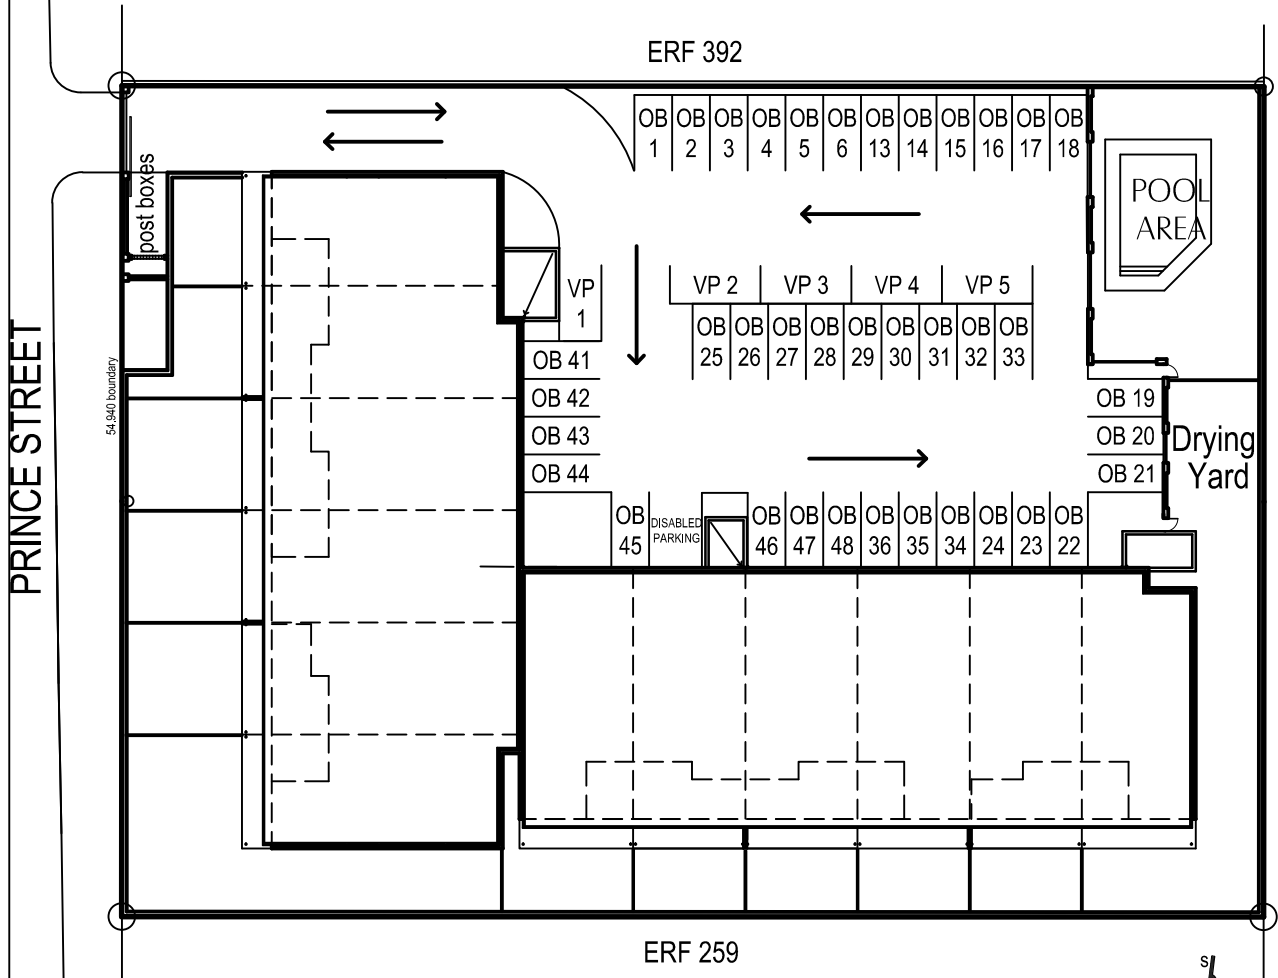 ERF 392
OB 1
OB 2
OB 3
OB 4
OB 5
OB 6
OB 13
OB 14
OB 15
OB 16
OB 17
OB 18
post boxes
POOL
AREA
VP
1
VP 2
VP 3
VP 4
VP 5
OB 25
OB 26
OB 27
OB 28
OB 29
OB 30
OB 31
OB 32
OB 33
PRINCE STREET
54.940 boundary
OB 41
OB 42
OB 43
OB 44
OB 19
OB 20
OB 21
Drying
Yard
OB 45
DISABLED
PARKING
OB 46
OB 47
OB 48
OB 36
OB 35
OB 34
OB 24
OB 23
OB 22
ERF 259
S